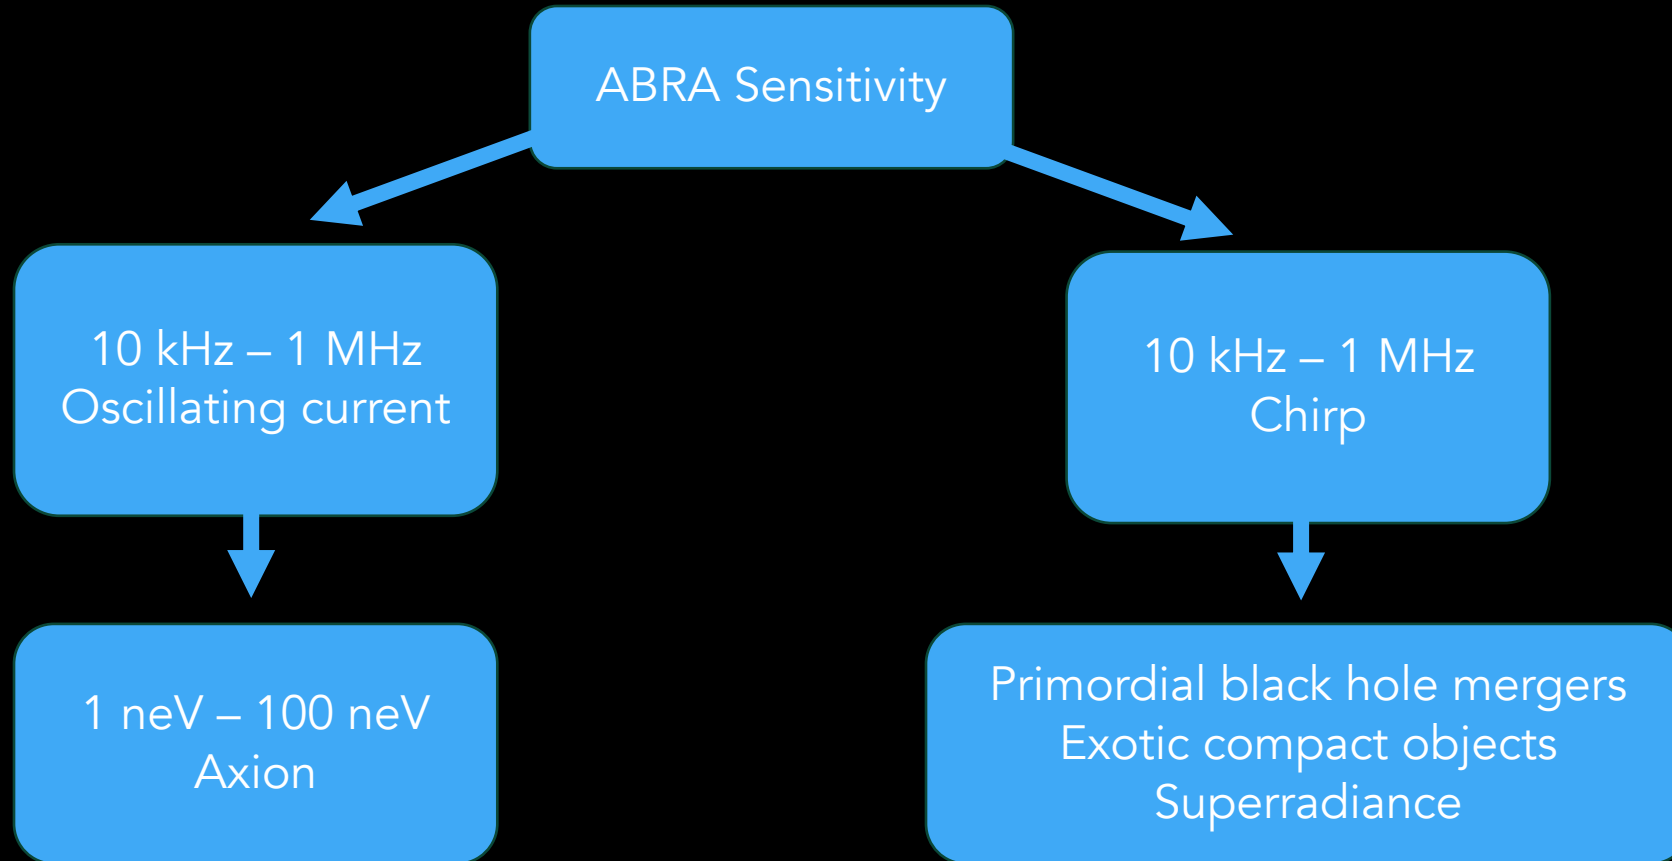 ABRA Sensitivity
10 kHz – 1 MHz
Oscillating current
10 kHz – 1 MHz
Chirp
1 neV – 100 neV
Axion
Primordial black hole mergers
Exotic compact objects
Superradiance